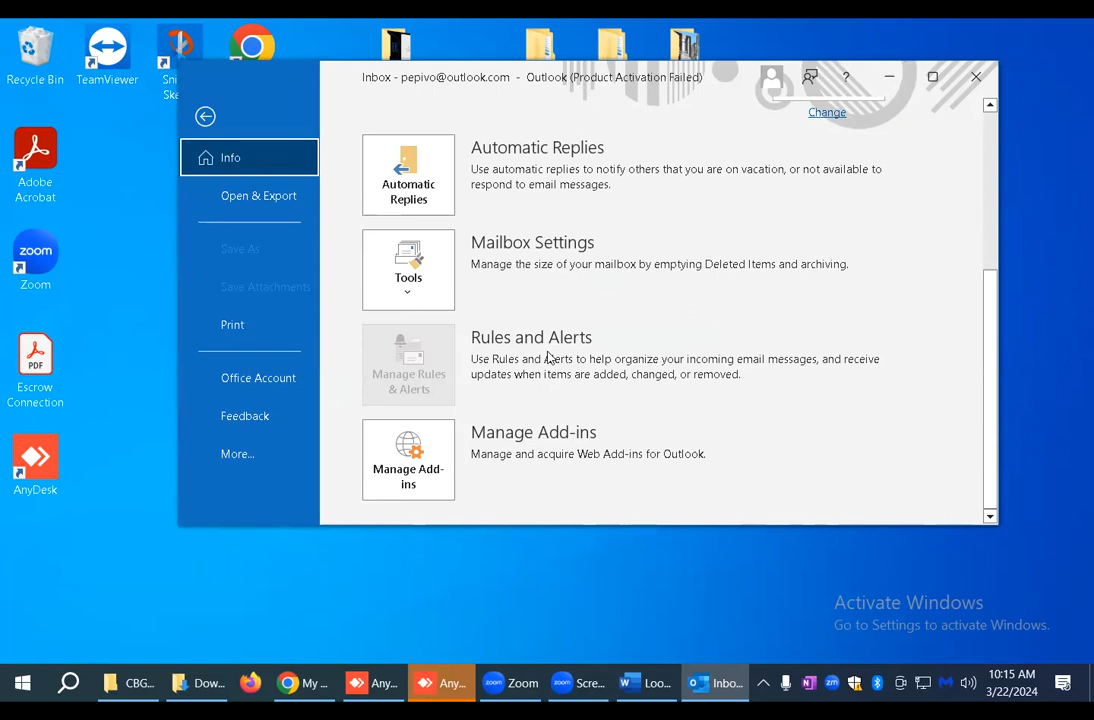 Recycle Bin
TeamViewer
Adobe
Acrobat
zoom
Zoom
PDF
Escrow
Connection
AnyDesk
Inbox - pepivo@outlook.com - Outlook (Product Activation Failed)
?
Change
Info
Open & Export
Save As
Save Attachments
Print
Office Account
Feedback
More...
Automatic
Replies
Automatic Replies
Use automatic replies to notify others that you are on vacation, or not available to
respond to email messages.
Tools
Mailbox Settings
Manage the size of your mailbox by emptying Deleted Items and archiving.
Manage Rules
& Alerts
Rules and Alerts
Use Rules and Alerts to help organize your incoming email messages, and receive
updates when items are added, changed, or removed.
Manage Add-
ins
Manage Add-ins
Manage and acquire Web Add-ins for Outlook.
Activate Windows
Go to Settings to activate Windows.
CBG...
Dow...
My ...
Any...
Any...
Zoom
Scre...
Loo...
Inbo...
10:15 AM
3/22/2024